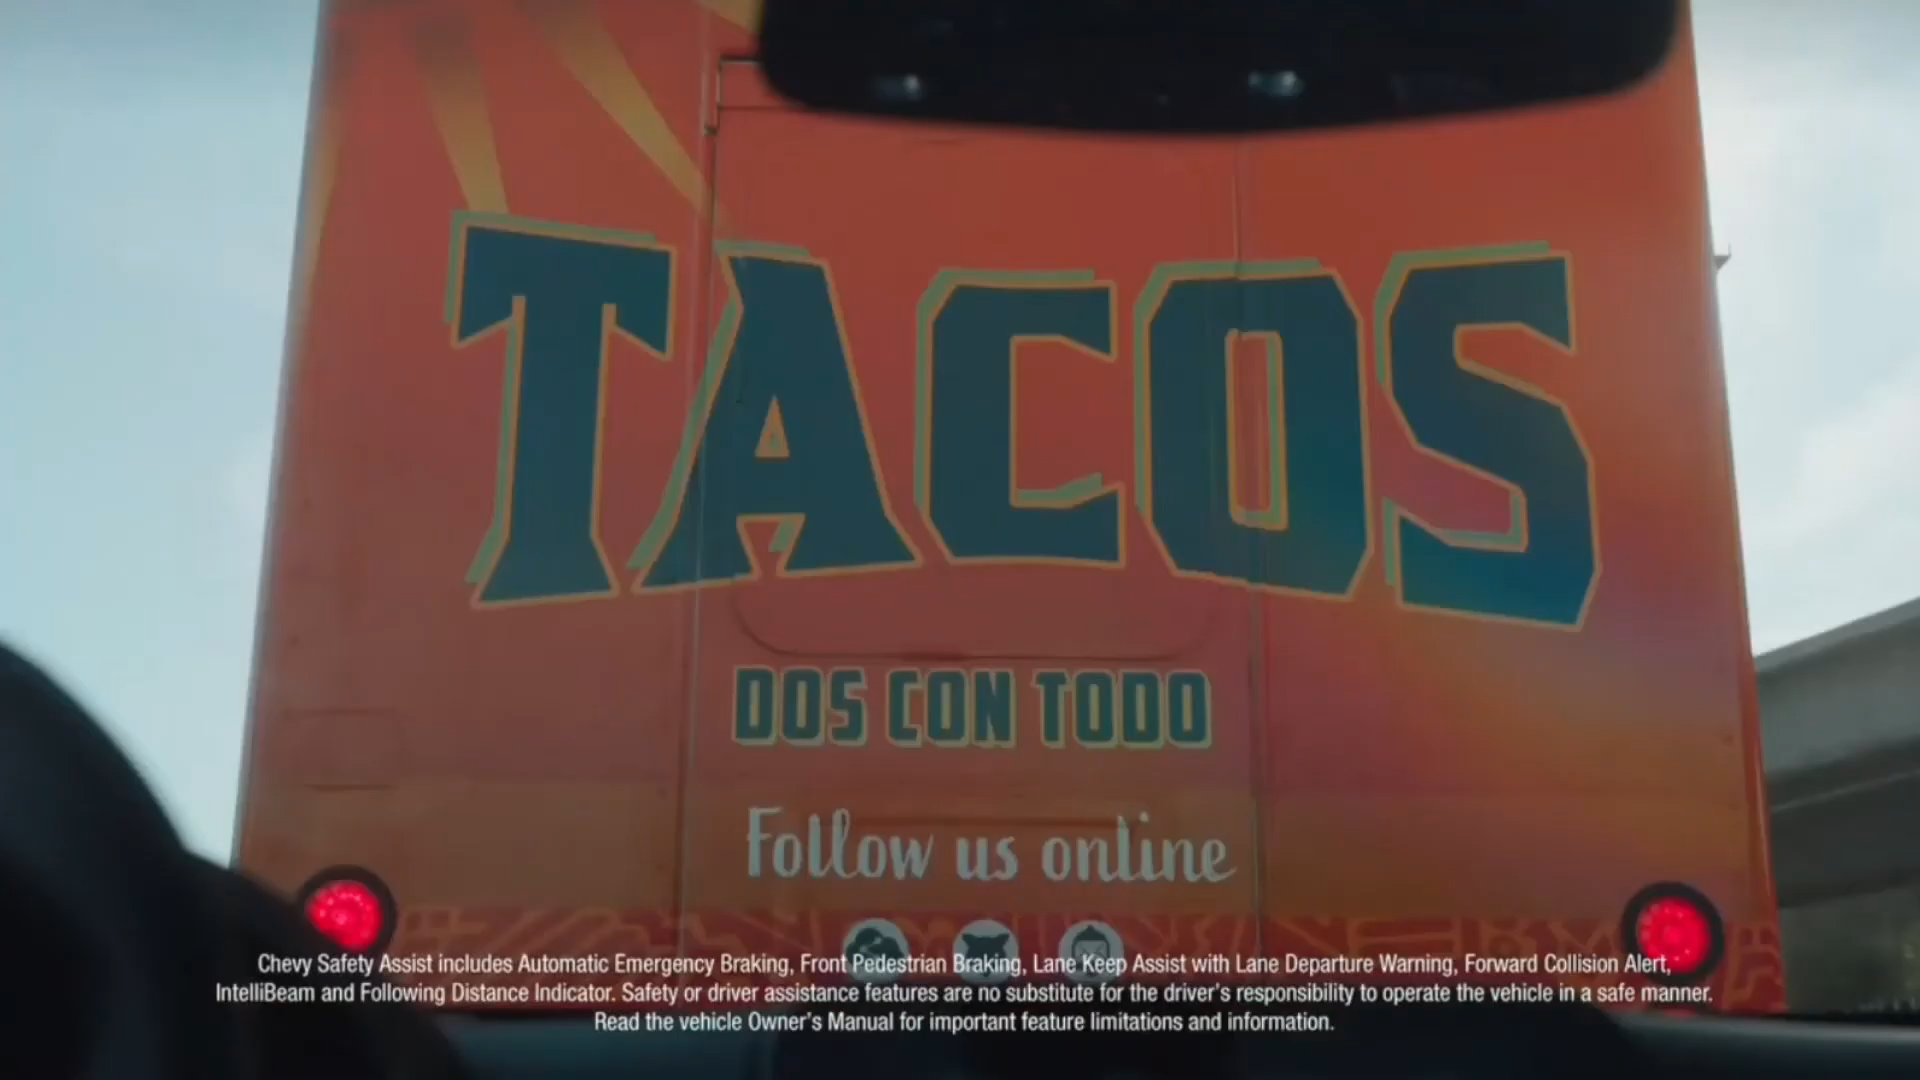 TACOS
DOS CON TODO
Follow us online
Chevy Safety Assist includes Automatic Emergency Braking, Front Pedestrian Braking, Lane Keep Assist with Lane Departure Warning, Forward Collision Alert,
IntelliBeam and Following Distance Indicator. Safety or driver assistance features are no substitute for the driver's responsibility to operate the vehicle in a safe manner.
Read the vehicle Owner's Manual for important feature limitations and information.